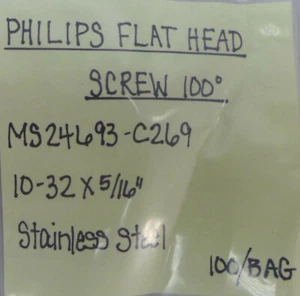 PHILIPS FLAT HEAD
SCREW 100°
MS24693-C269
10-32 X 5/16"
Stainless Steel
100/BAG